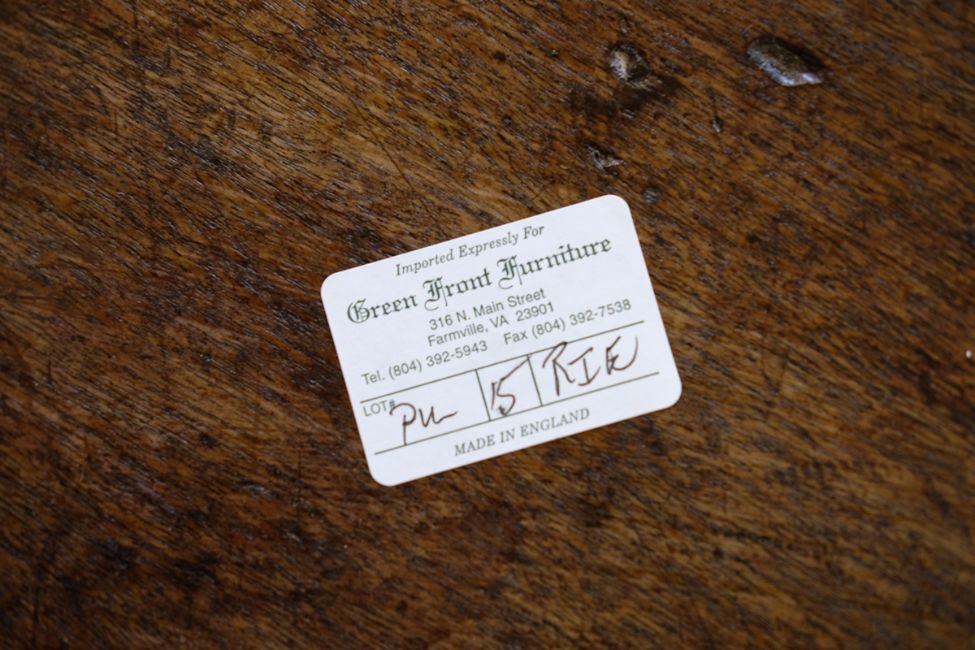 Imported Expressly For
Green Front Furniture
316 N. Main Street
Farmville, VA 23901
Tel. (804) 392-5943 Fax (804) 392-7538
LOT# 15 RIE
MADE IN ENGLAND